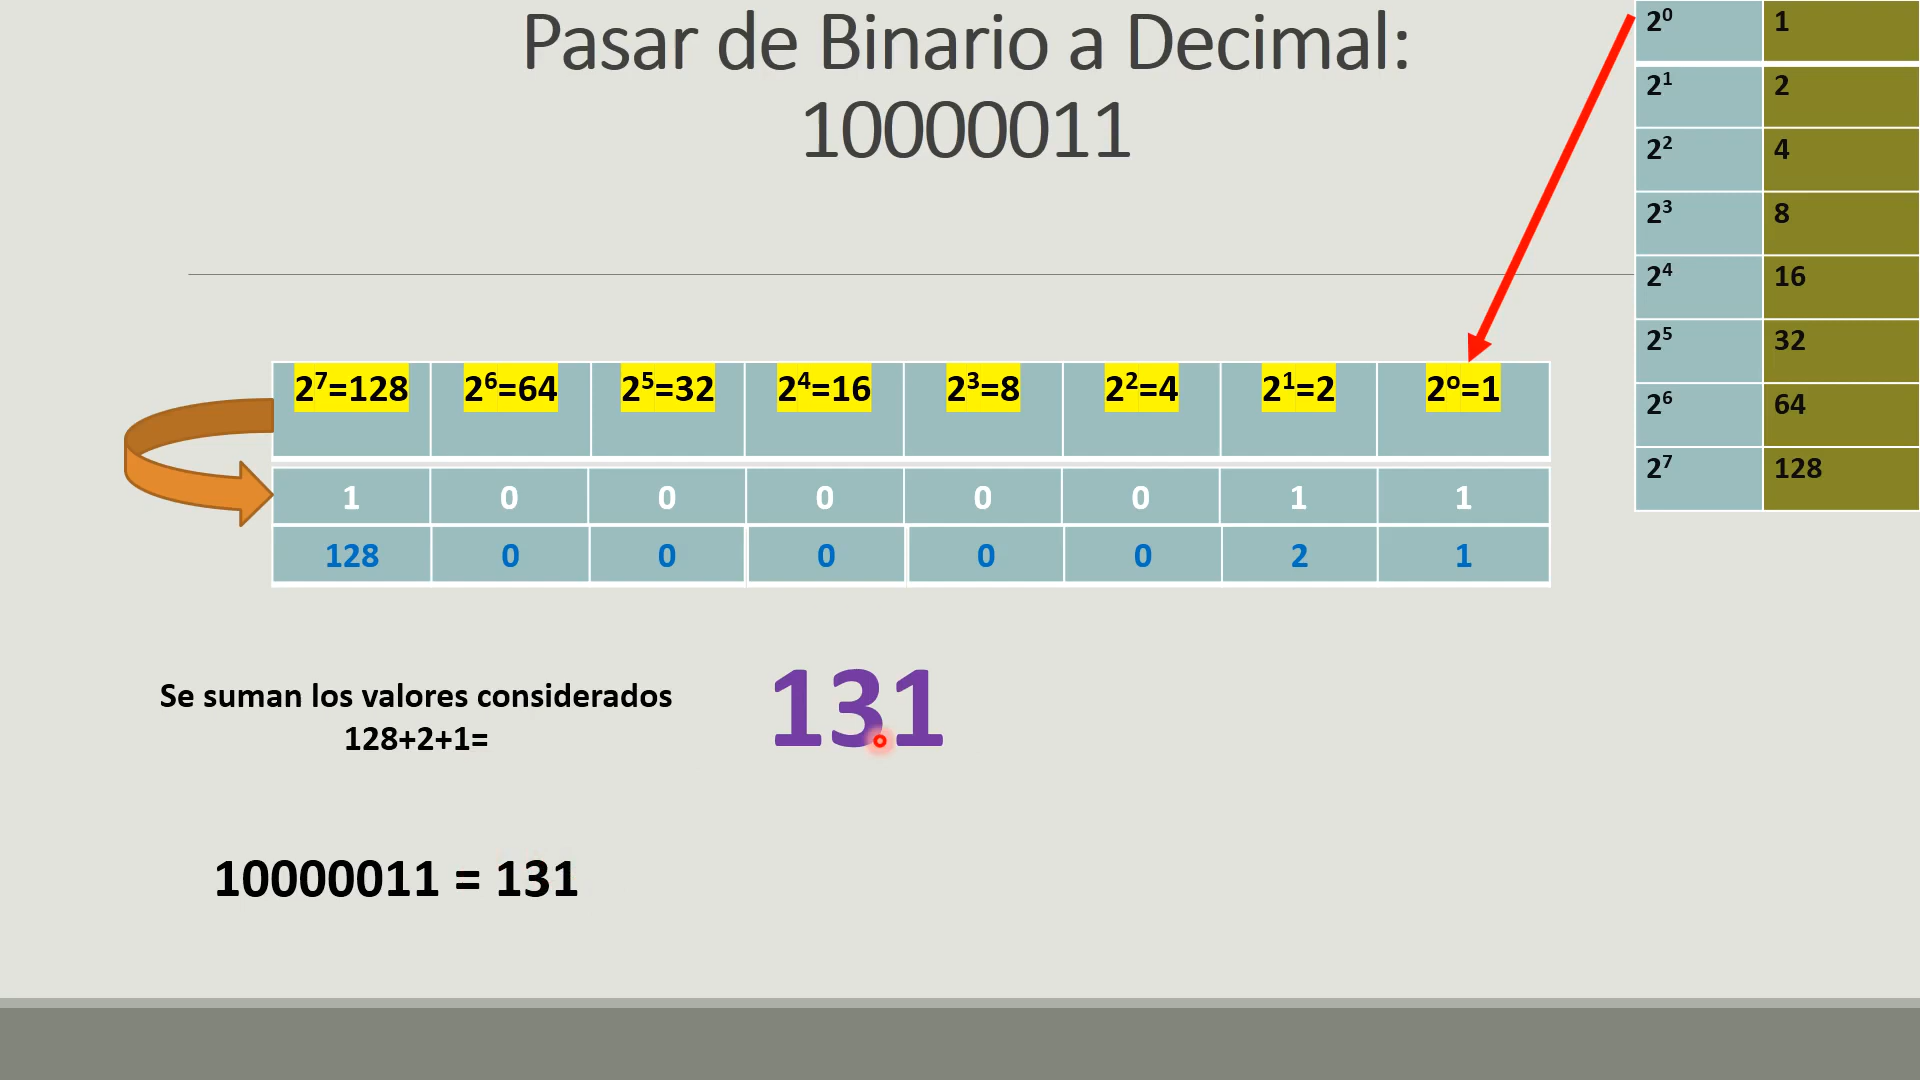 Pasar de Binario a Decimal:
10000011
2⁰ 1
2¹ 2
2² 4
2³ 8
2⁴ 16
2⁵ 32
2⁶ 64
2⁷ 128
2⁷=128 2⁶=64 2⁵=32 2⁴=16 2³=8 2²=4 2¹=2 2º=1
1 0 0 0 0 0 1 1
128 0 0 0 0 0 2 1
Se suman los valores considerados
128+2+1=
131
10000011 = 131